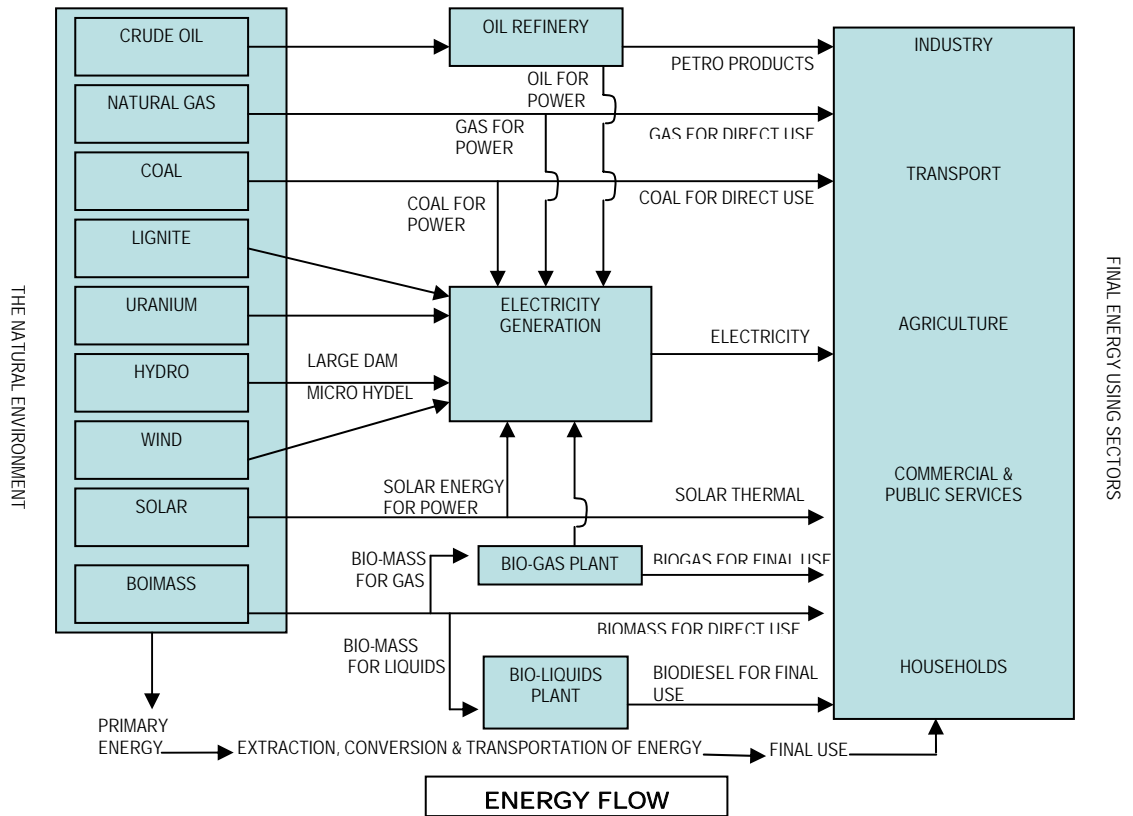 CRUDE OIL
OIL REFINERY
INDUSTRY
PETRO PRODUCTS
OIL FOR
POWER
NATURAL GAS
GAS FOR
POWER
GAS FOR DIRECT USE
COAL
TRANSPORT
COAL FOR
POWER
COAL FOR DIRECT USE
LIGNITE
THE NATURAL ENVIRONMENT
FINAL ENERGY USING SECTORS
URANIUM
ELECTRICITY
GENERATION
ELECTRICITY
AGRICULTURE
HYDRO
LARGE DAM
MICRO HYDEL
WIND
COMMERCIAL &
PUBLIC SERVICES
SOLAR
SOLAR ENERGY
FOR POWER
SOLAR THERMAL
BIO-MASS
FOR GAS
BIO-GAS PLANT
BIOGAS FOR FINAL USE
BOIMASS
BIOMASS FOR DIRECT USE
BIO-MASS
FOR LIQUIDS
BIO-LIQUIDS
PLANT
BIODIESEL FOR FINAL
USE
HOUSEHOLDS
PRIMARY
ENERGY
EXTRACTION, CONVERSION & TRANSPORTATION OF ENERGY
FINAL USE
ENERGY FLOW